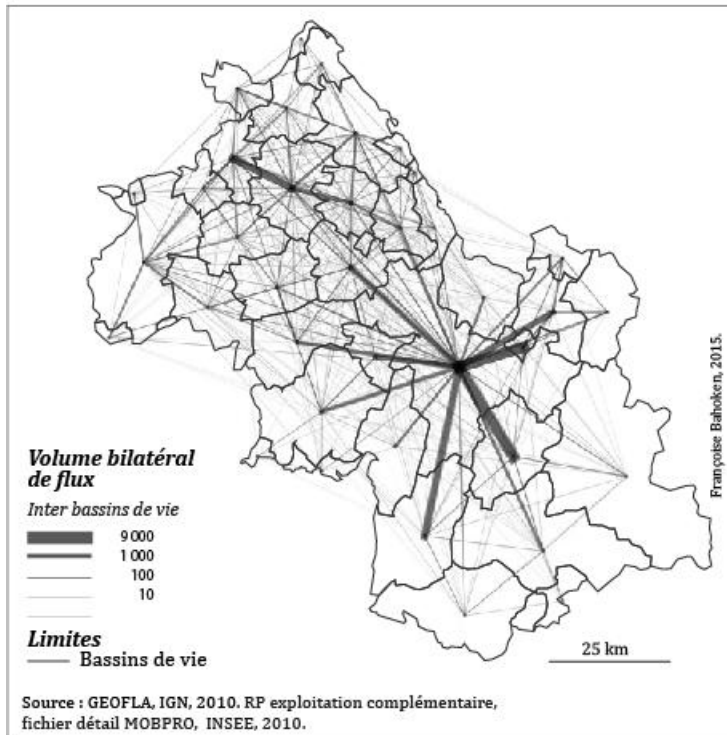 Françoise Bahoken, 2015.
Volume bilatéral
de flux
Inter bassins de vie
9 000
1 000
100
10
Limites
Bassins de vie
25 km
Source : GEOFLA, IGN, 2010. RP exploitation complémentaire,
fichier détail MOBPRO, INSEE, 2010.